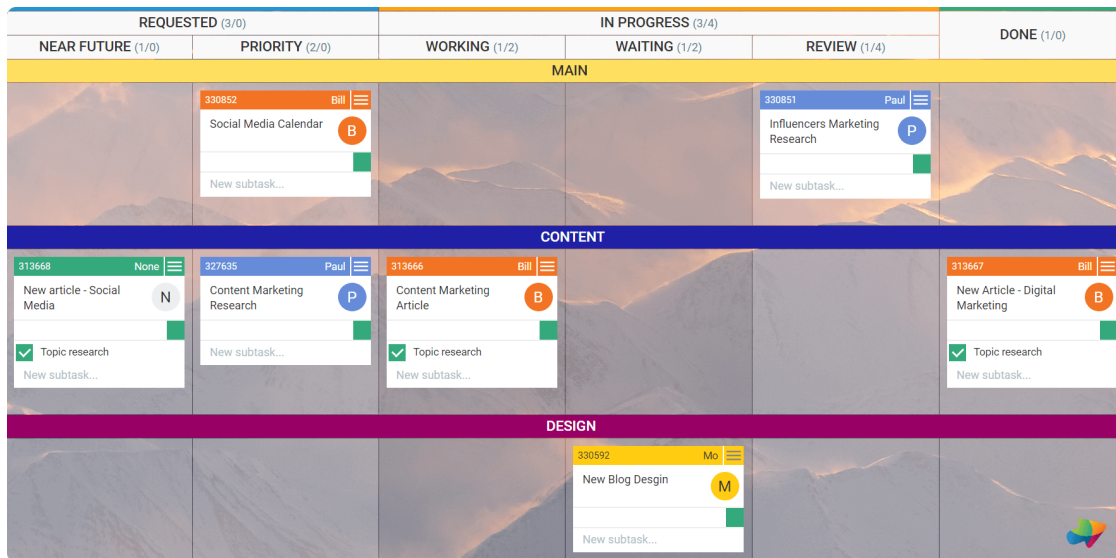 REQUESTED (3/0)
IN PROGRESS (3/4)
DONE (1/0)
NEAR FUTURE (1/0)
PRIORITY (2/0)
WORKING (1/2)
WAITING (1/2)
REVIEW (1/4)
MAIN
330852 Bill
Social Media Calendar
B
New subtask...
330851 Paul
Influencers Marketing
Research
P
New subtask...
CONTENT
313668 None
New article - Social
Media
N
Topic research
New subtask...
327635 Paul
Content Marketing
Research
P
New subtask...
313666 Bill
Content Marketing
Article
B
Topic research
New subtask...
313667 Bill
New Article - Digital
Marketing
B
Topic research
New subtask...
DESIGN
330592 Mo
New Blog Desgin
M
New subtask...